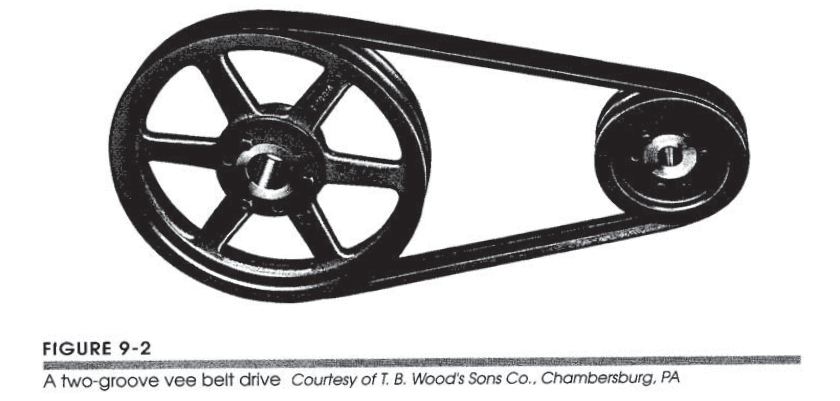 FIGURE 9-2
A two-groove vee belt drive Courtesy of T. B. Wood's Sons Co., Chambersburg, PA